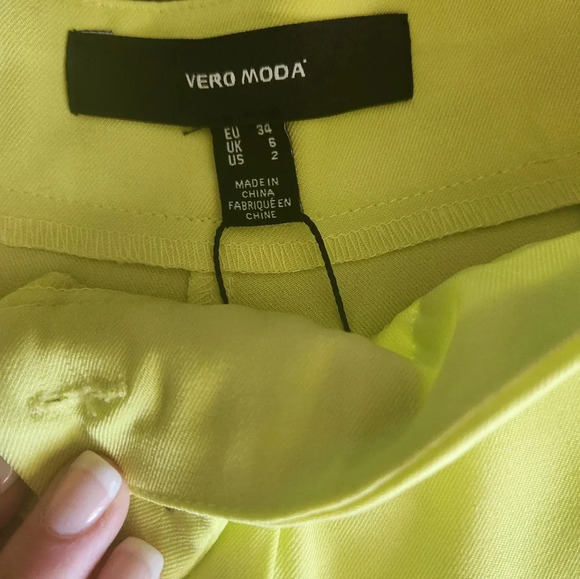 VERO MODA
EU 34
UK 6
US 2
MADE IN
CHINA
FABRIQUÉ EN
CHINE